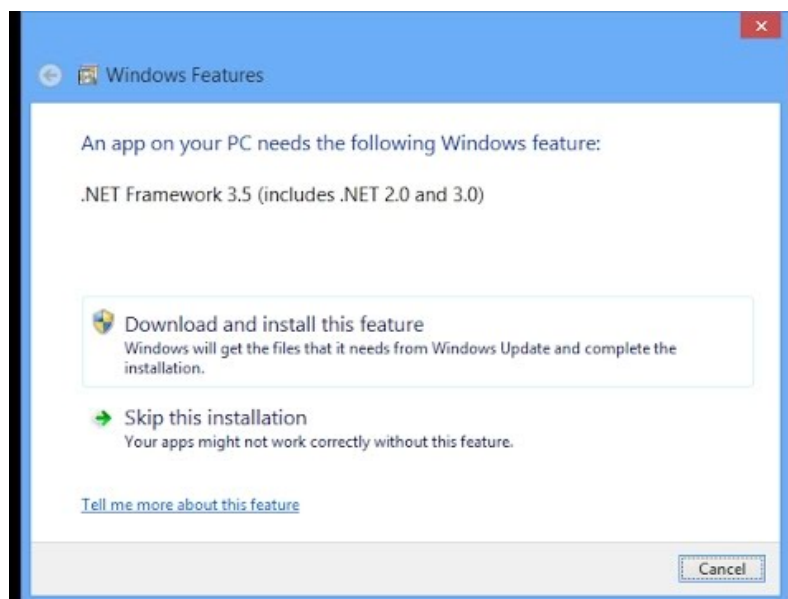 Windows Features
An app on your PC needs the following Windows feature:
.NET Framework 3.5 (includes .NET 2.0 and 3.0)
Download and install this feature
Windows will get the files that it needs from Windows Update and complete the
installation.
Skip this installation
Your apps might not work correctly without this feature.
Tell me more about this feature
Cancel